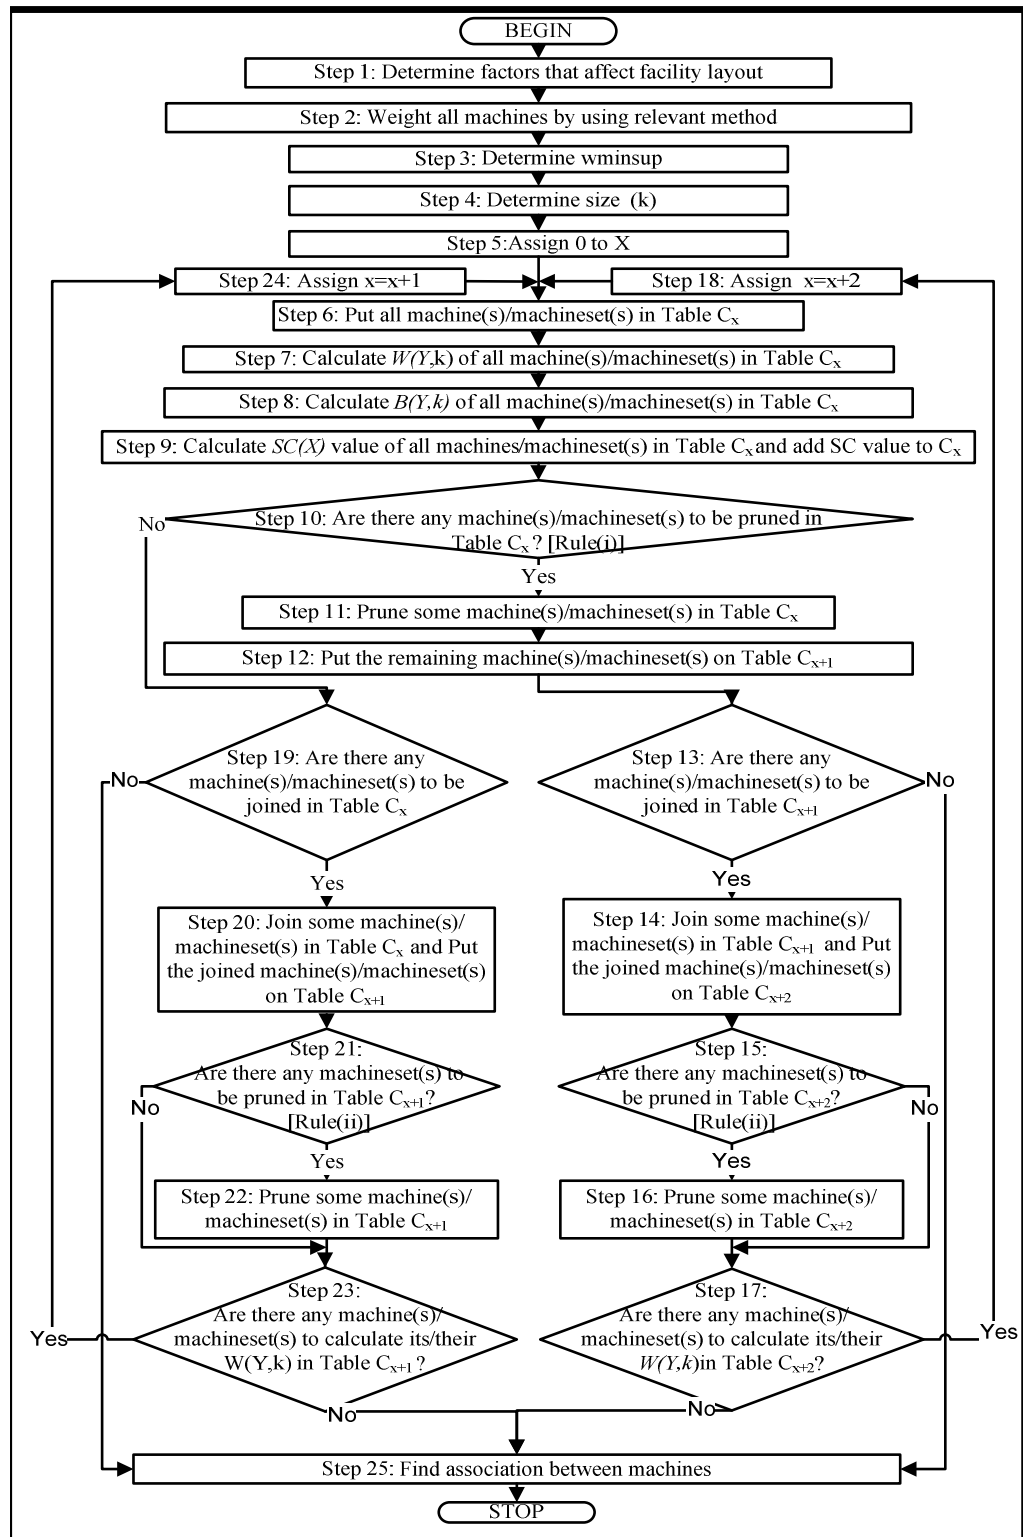 BEGIN
Step 1: Determine factors that affect facility layout
Step 2: Weight all machines by using relevant method
Step 3: Determine wminsup
Step 4: Determine size (k)
Step 5:Assign 0 to X
Step 24: Assign x=x+1
Step 18: Assign x=x+2
Step 6: Put all machine(s)/machineset(s) in Table Cx
Step 7: Calculate W(Y,k) of all machine(s)/machineset(s) in Table Cx
Step 8: Calculate B(Y,k) of all machine(s)/machineset(s) in Table Cx
Step 9: Calculate SC(X) value of all machines/machineset(s) in Table Cx and add SC value to Cx
No
Step 10: Are there any machine(s)/machineset(s) to be pruned in
Table Cx? [Rule(i)]
Yes
Step 11: Prune some machine(s)/machineset(s) in Table Cx
Step 12: Put the remaining machine(s)/machineset(s) on Table Cx+1
Step 19: Are there any
machine(s)/machineset(s) to be
joined in Table Cx
No
Yes
Step 13: Are there any
machine(s)/machineset(s) to be
joined in Table Cx+1
No
Yes
Step 20: Join some machine(s)/
machineset(s) in Table Cx and Put
the joined machine(s)/machineset(s)
on Table Cx+1
Step 14: Join some machine(s)/
machineset(s) in Table Cx+1 and Put
the joined machine(s)/machineset(s)
on Table Cx+2
Step 21:
Are there any machineset(s) to
be pruned in Table Cx+1?
[Rule(ii)]
No
Yes
Step 15:
Are there any machineset(s) to
be pruned in Table Cx+2?
[Rule(ii)]
No
Yes
Step 22: Prune some machine(s)/
machineset(s) in Table Cx+1
Step 16: Prune some machine(s)/
machineset(s) in Table Cx+2
Step 23:
Are there any machine(s)/
machineset(s) to calculate its/their
W(Y,k) in Table Cx+1?
Yes
No
Step 17:
Are there any machine(s)/
machineset(s) to calculate its/their
W(Y,k)in Table Cx+2?
Yes
No
Step 25: Find association between machines
STOP